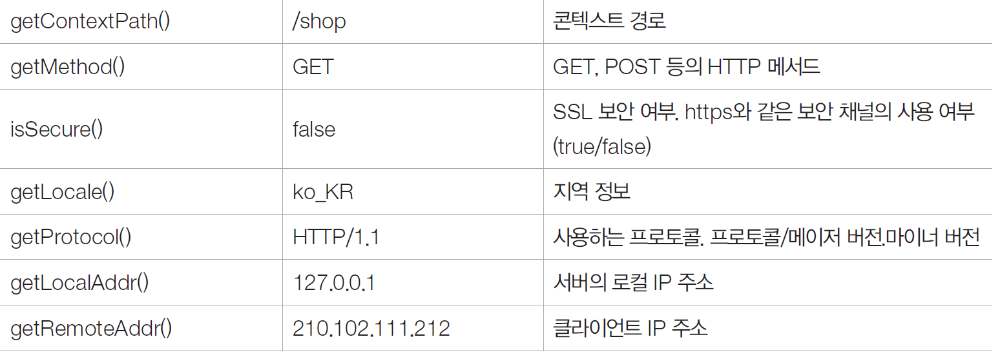 getContextPath() /shop 콘텍스트 경로
getMethod() GET GET, POST 등의 HTTP 메서드
isSecure() false SSL 보안 여부. https와 같은 보안 채널의 사용 여부
(true/false)
getLocale() ko_KR 지역 정보
getProtocol() HTTP/1.1 사용하는 프로토콜. 프로토콜/메이저 버전.마이너 버전
getLocalAddr() 127.0.0.1 서버의 로컬 IP 주소
getRemoteAddr() 210.102.111.212 클라이언트 IP 주소